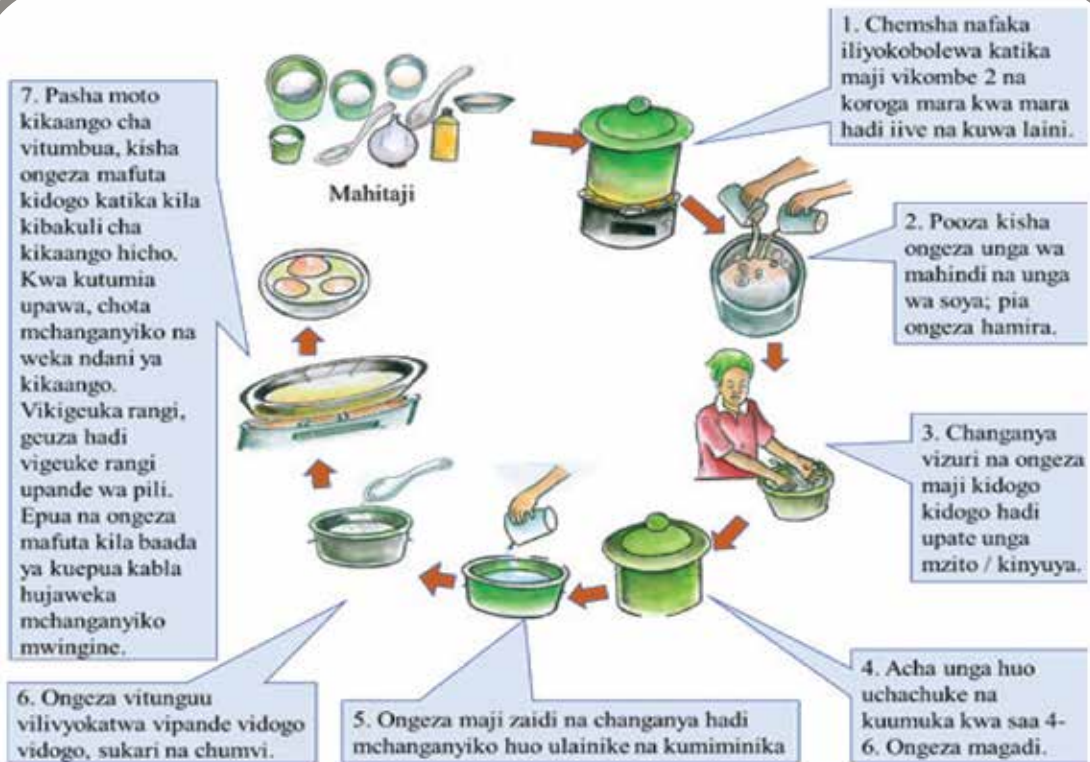 Mahitaji
1. Chemsha nafaka
iliyokobolewa katika
maji vikombe 2 na
koroga mara kwa mara
hadi iive na kuwa laini.
2. Pooza kisha
ongeza unga wa
mahindi na unga
wa soya; pia
ongeza hamira.
3. Changanya
vizuri na ongeza
maji kidogo
kidogo hadi
upate unga
mzito / kinyuya.
4. Acha unga huo
uchachuke na
kuumuka kwa saa 4-
6. Ongeza magadi.
5. Ongeza maji zaidi na changanya hadi
mchanganyiko huo ulainike na kumiminika
6. Ongeza vitunguu
vilivyokatwa vipande vidogo
vidogo, sukari na chumvi.
7. Pasha moto
kikaango cha
vitumbua, kisha
ongeza mafuta
kidogo katika kila
kibakuli cha
kikaango hicho.
Kwa kutumia
upawa, chota
mchanganyiko na
weka ndani ya
kikaango.
Vikigeuka rangi,
geuza hadi
vigeuke rangi
upande wa pili.
Epua na ongeza
mafuta kila baada
ya kuepua kabla
hujaweka
mchanganyiko
mwingine.